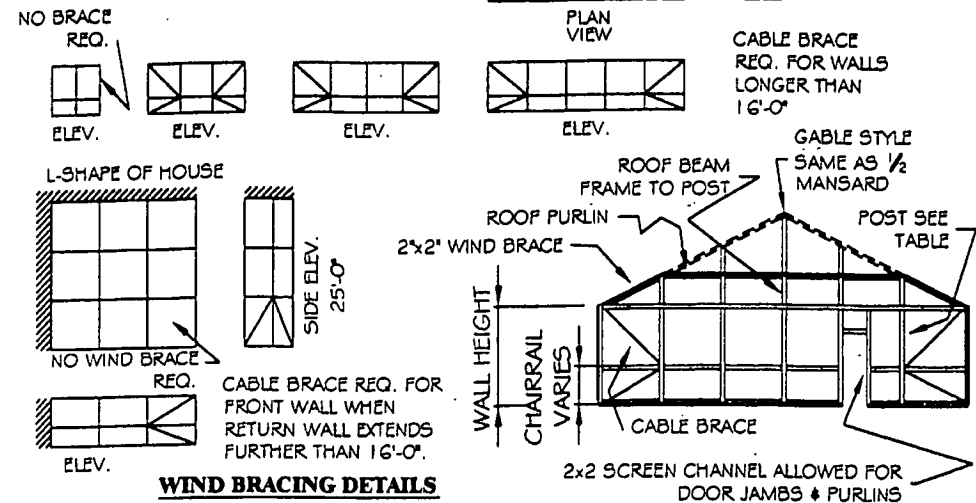 NO BRACE
REQ.
PLAN
VIEW
CABLE BRACE
REQ. FOR WALLS
LONGER THAN
16'-0"
ELEV.
ELEV.
ELEV.
ELEV.
L-SHAPE OF HOUSE
SIDE ELEV.
25'-0"
NO WIND BRACE
REQ.
CABLE BRACE REQ. FOR
FRONT WALL WHEN
RETURN WALL EXTENDS
FURTHER THAN 16'-0".
ELEV.
WIND BRACING DETAILS
GABLE STYLE
SAME AS 1/2
MANSARD
ROOF BEAM
FRAME TO POST
ROOF PURLIN
POST SEE
TABLE
2"x2" WIND BRACE
WALL HEIGHT
CHAIRRAIL
VARIES
CABLE BRACE
2x2 SCREEN CHANNEL ALLOWED FOR
DOOR JAMBS & PURLINS